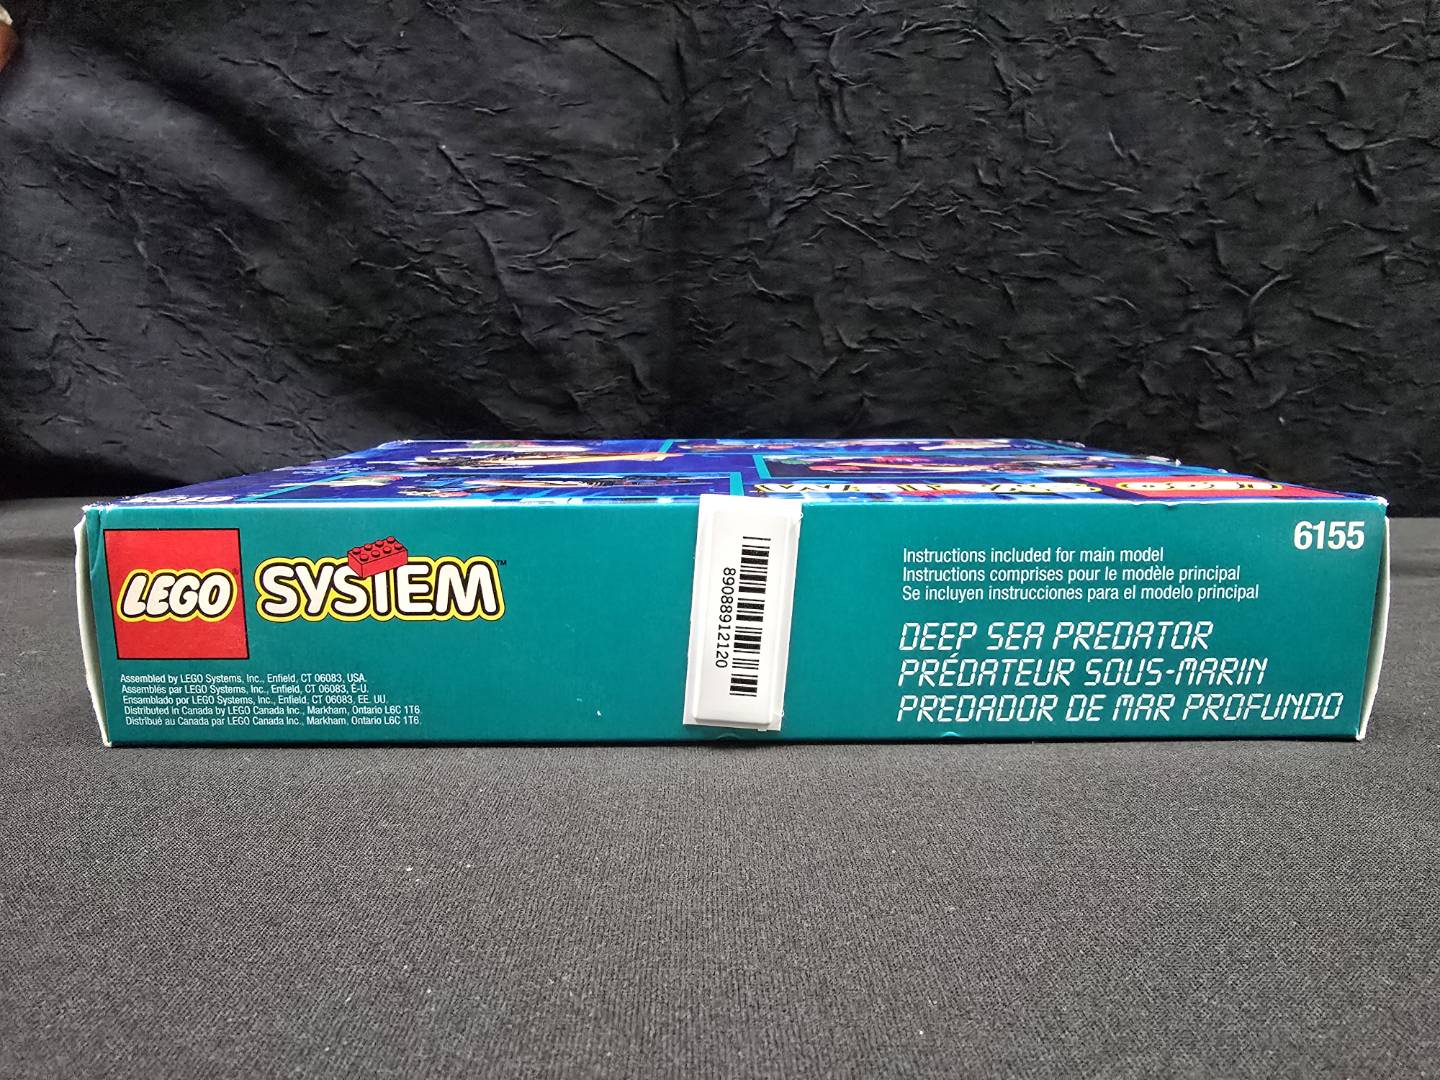 LEGO SYSTEM™
Assembled by LEGO Systems, Inc., Enfield, CT 06083, USA.
Assemblés par LEGO Systems, Inc., Enfield, CT 06083, É-U.
Ensamblado por LEGO Systems, Inc., Enfield, CT 06083, EE. UU.
Distributed in Canada by LEGO Canada Inc., Markham, Ontario L6C 1T6.
Distribué au Canada par LEGO Canada Inc., Markham, Ontario L6C 1T6.
8908891212120
6155
Instructions included for main model
Instructions comprises pour le modèle principal
Se incluyen instrucciones para el modelo principal
DEEP SEA PREDATOR
PRÉDATEUR SOUS-MARIN
PREDADOR DE MAR PROFUNDO
LEGO
SYSTEM